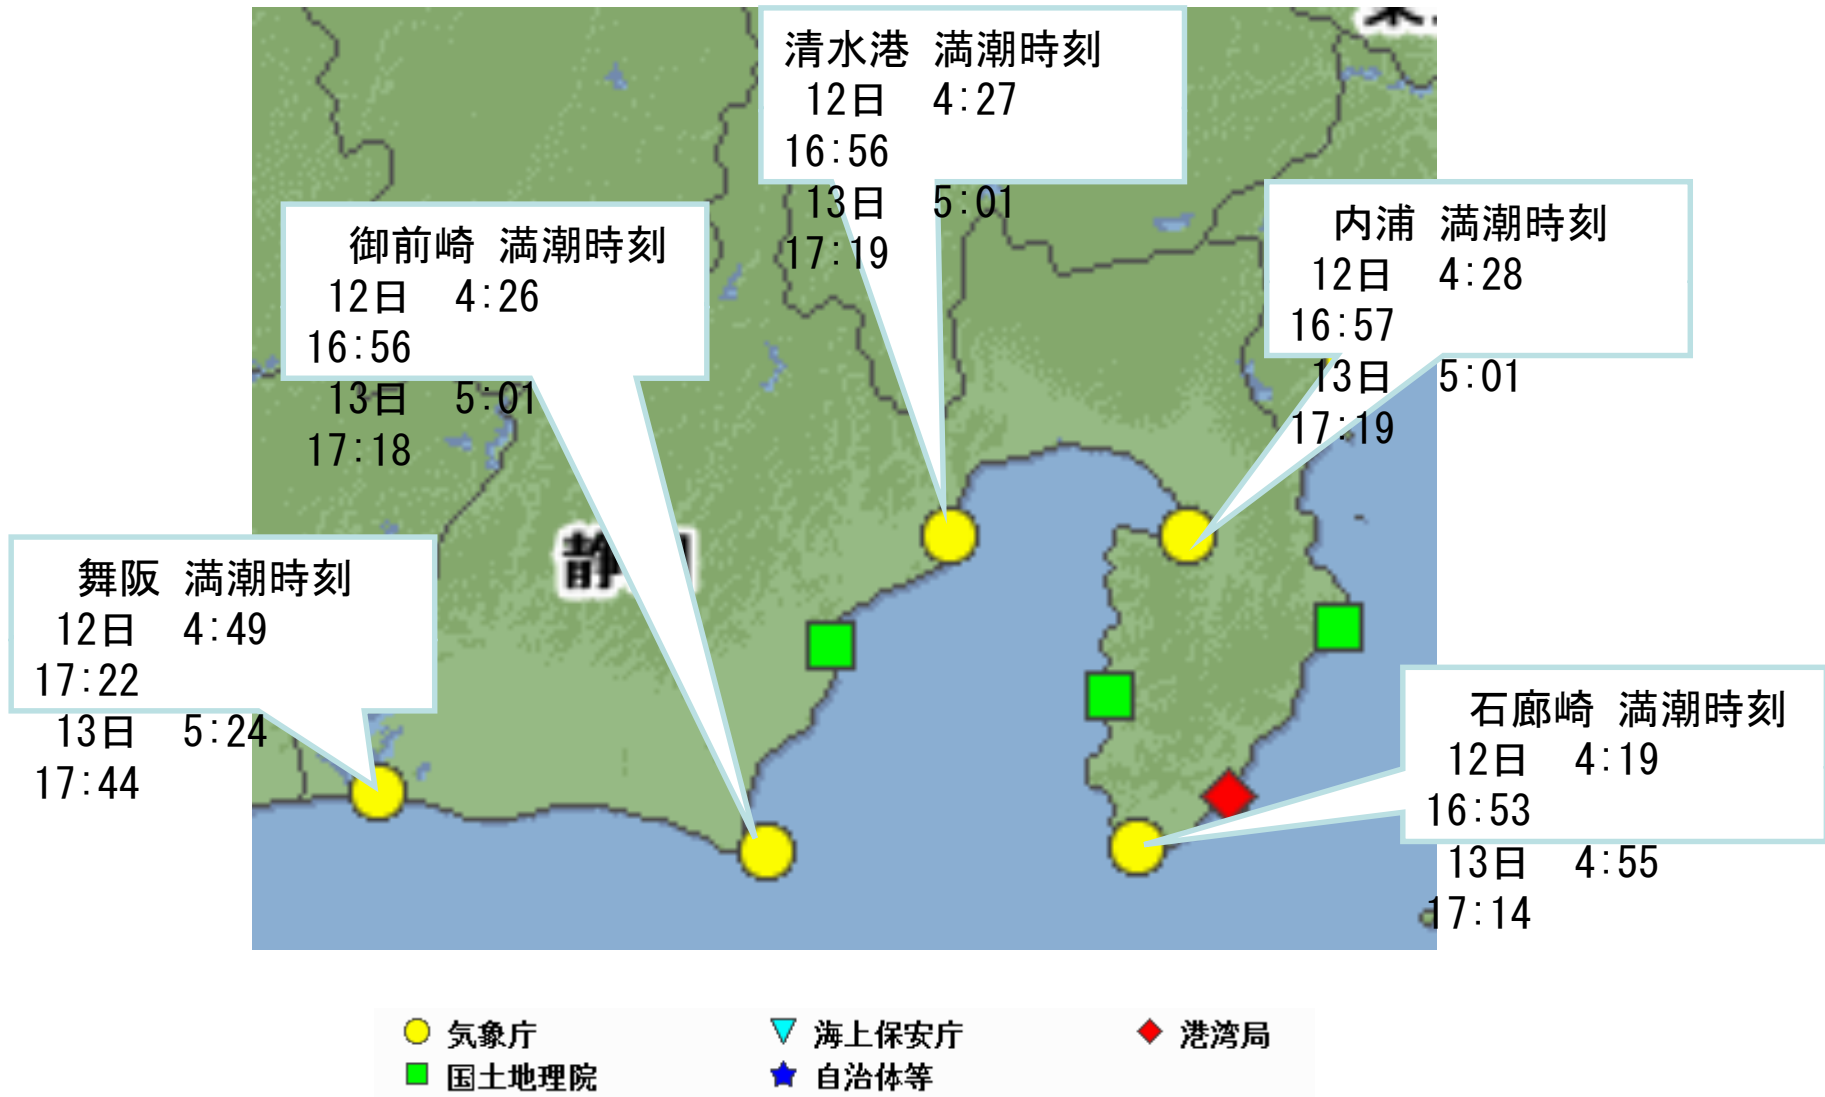 清水港 満潮時刻
12日 4:27
16:56
13日 5:01
17:19
御前崎 満潮時刻
12日 4:26
16:56
13日 5:01
17:18
内浦 満潮時刻
12日 4:28
16:57
13日 5:01
17:19
舞阪 満潮時刻
12日 4:49
17:22
13日 5:24
17:44
石廊崎 満潮時刻
12日 4:19
16:53
13日 4:55
17:14
静
気象庁
海上保安庁
港湾局
国土地理院
自治体等